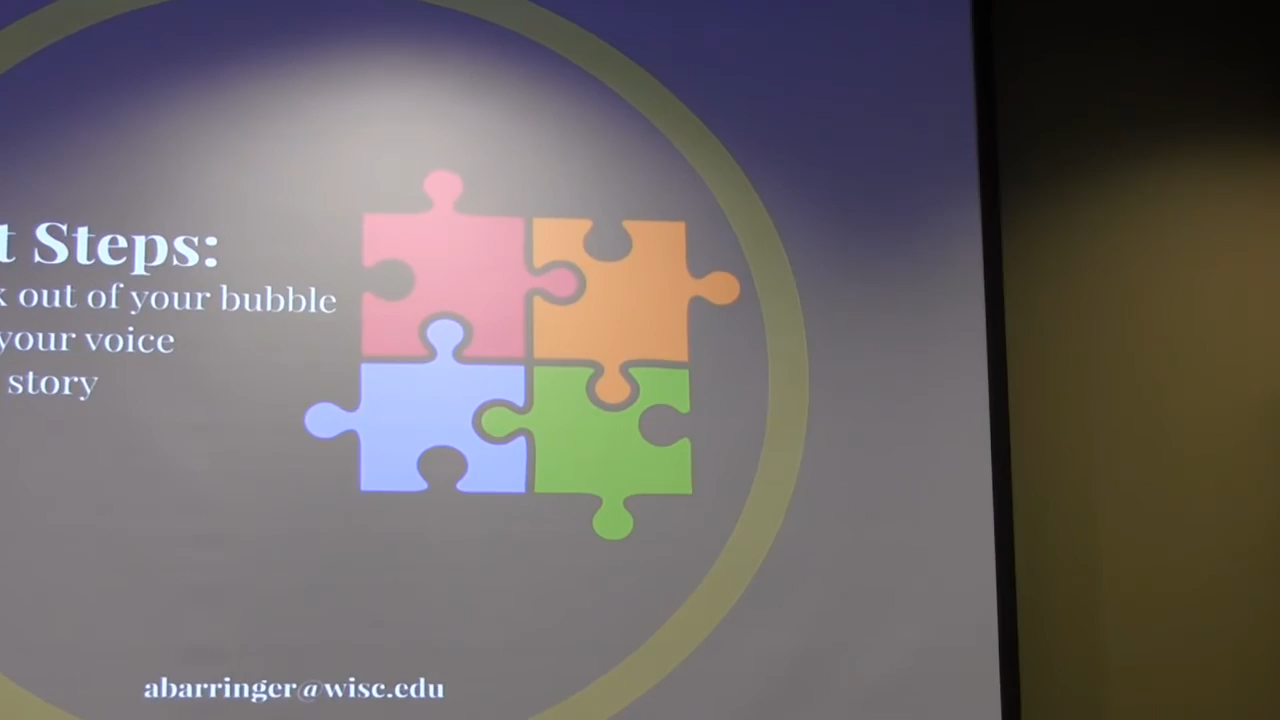 t Steps:
k out of your bubble
your voice
story
abarringer@wisc.edu